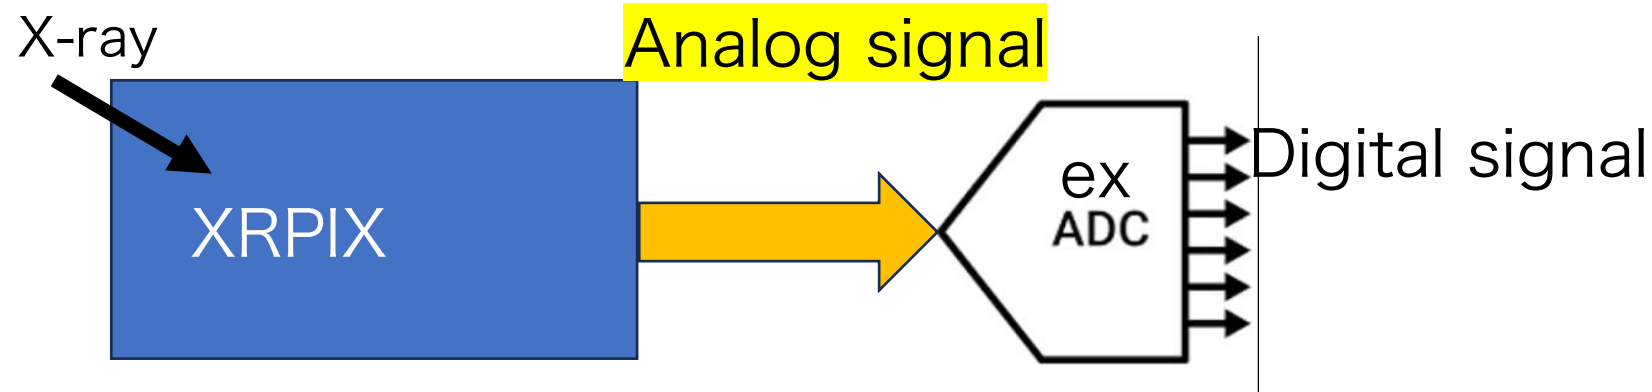 X-ray
Analog signal
XRPIX
ex
ADC
Digital signal